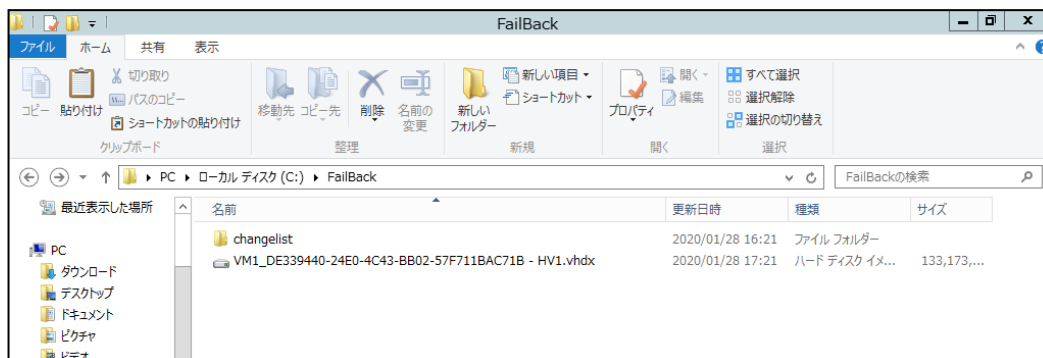 FailBack
ファイル ホーム 共有 表示
コピー 貼り付け 切り取り パスのコピー ショートカットの貼り付け
移動先 コピー先 削除 名前の変更
新しいフォルダー 新しい項目 ショートカット
プロパティ 開く 編集
すべて選択 選択解除 選択の切り替え
クリップボード 整理 新規 開く 選択
PC ローカル ディスク (C:) FailBack FailBackの検索
最近表示した場所
PC
ダウンロード
デスクトップ
ドキュメント
ピクチャ
ビデオ
名前 更新日時 種類 サイズ
changelist 2020/01/28 16:21 ファイル フォルダー
VM1_DE339440-24E0-4C43-BB02-57F711BAC71B - HV1.vhdx 2020/01/28 17:21 ハード ディスク イメ... 133,173,...